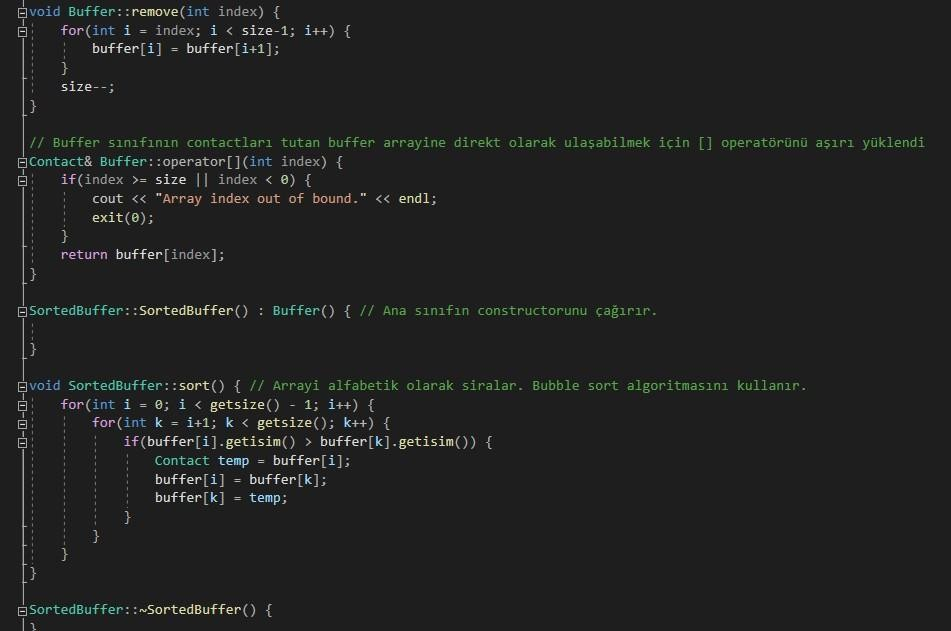 void Buffer::remove(int index) {
    for(int i = index; i < size-1; i++) {
        buffer[i] = buffer[i+1];
    }
    size--;
}
// Buffer sınıfının contactları tutan buffer arrayine direkt olarak ulaşabilmek için [] operatörünü aşırı yüklendi
Contact& Buffer::operator[](int index) {
    if(index >= size || index < 0) {
        cout << "Array index out of bound." << endl;
        exit(0);
    }
    return buffer[index];
}
SortedBuffer::SortedBuffer() : Buffer() { // Ana sınıfın constructorunu çağırır.
}
void SortedBuffer::sort() { // Arrayi alfabetik olarak siralar. Bubble sort algoritmasını kullanır.
    for(int i = 0; i < getsize() - 1; i++) {
        for(int k = i+1; k < getsize(); k++) {
            if(buffer[i].getisim() > buffer[k].getisim()) {
                Contact temp = buffer[i];
                buffer[i] = buffer[k];
                buffer[k] = temp;
            }
        }
    }
}
SortedBuffer::~SortedBuffer() {
}